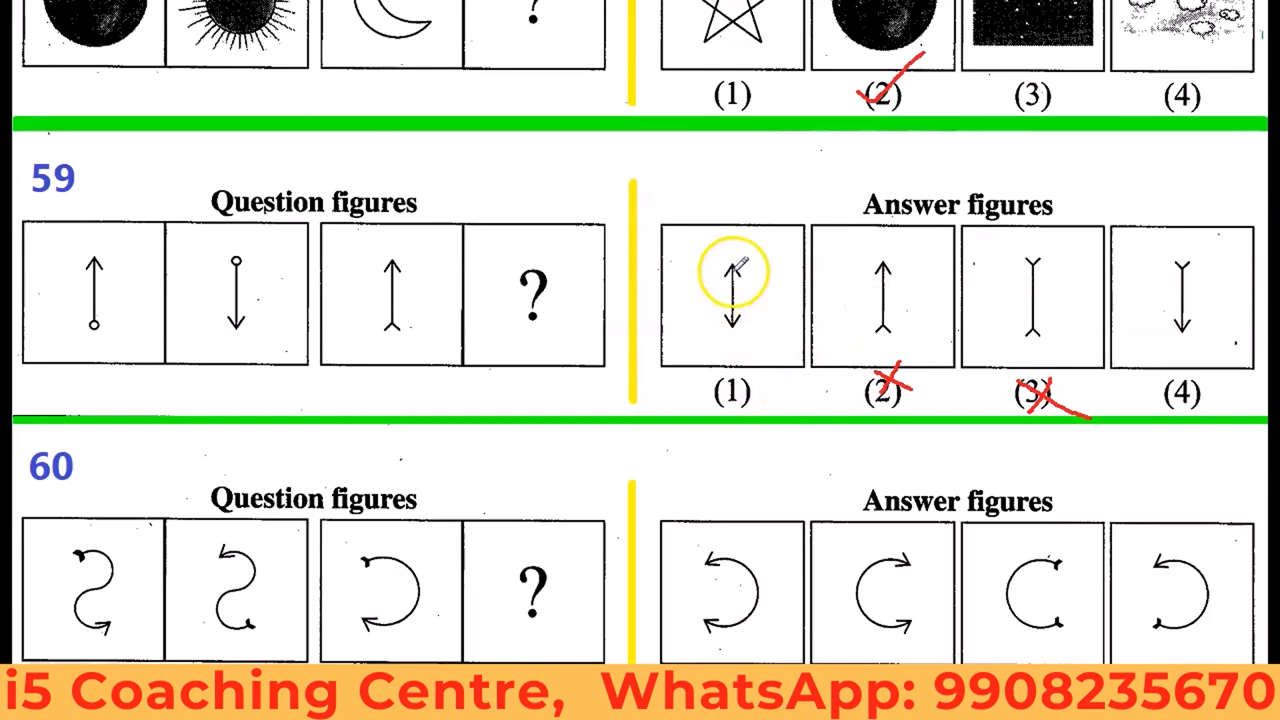 ?
(1) (2) (3) (4)
59
Question figures
Answer figures
?
(1) (2) (3) (4)
60
Question figures
Answer figures
?
i5 Coaching Centre, WhatsApp: 9908235670